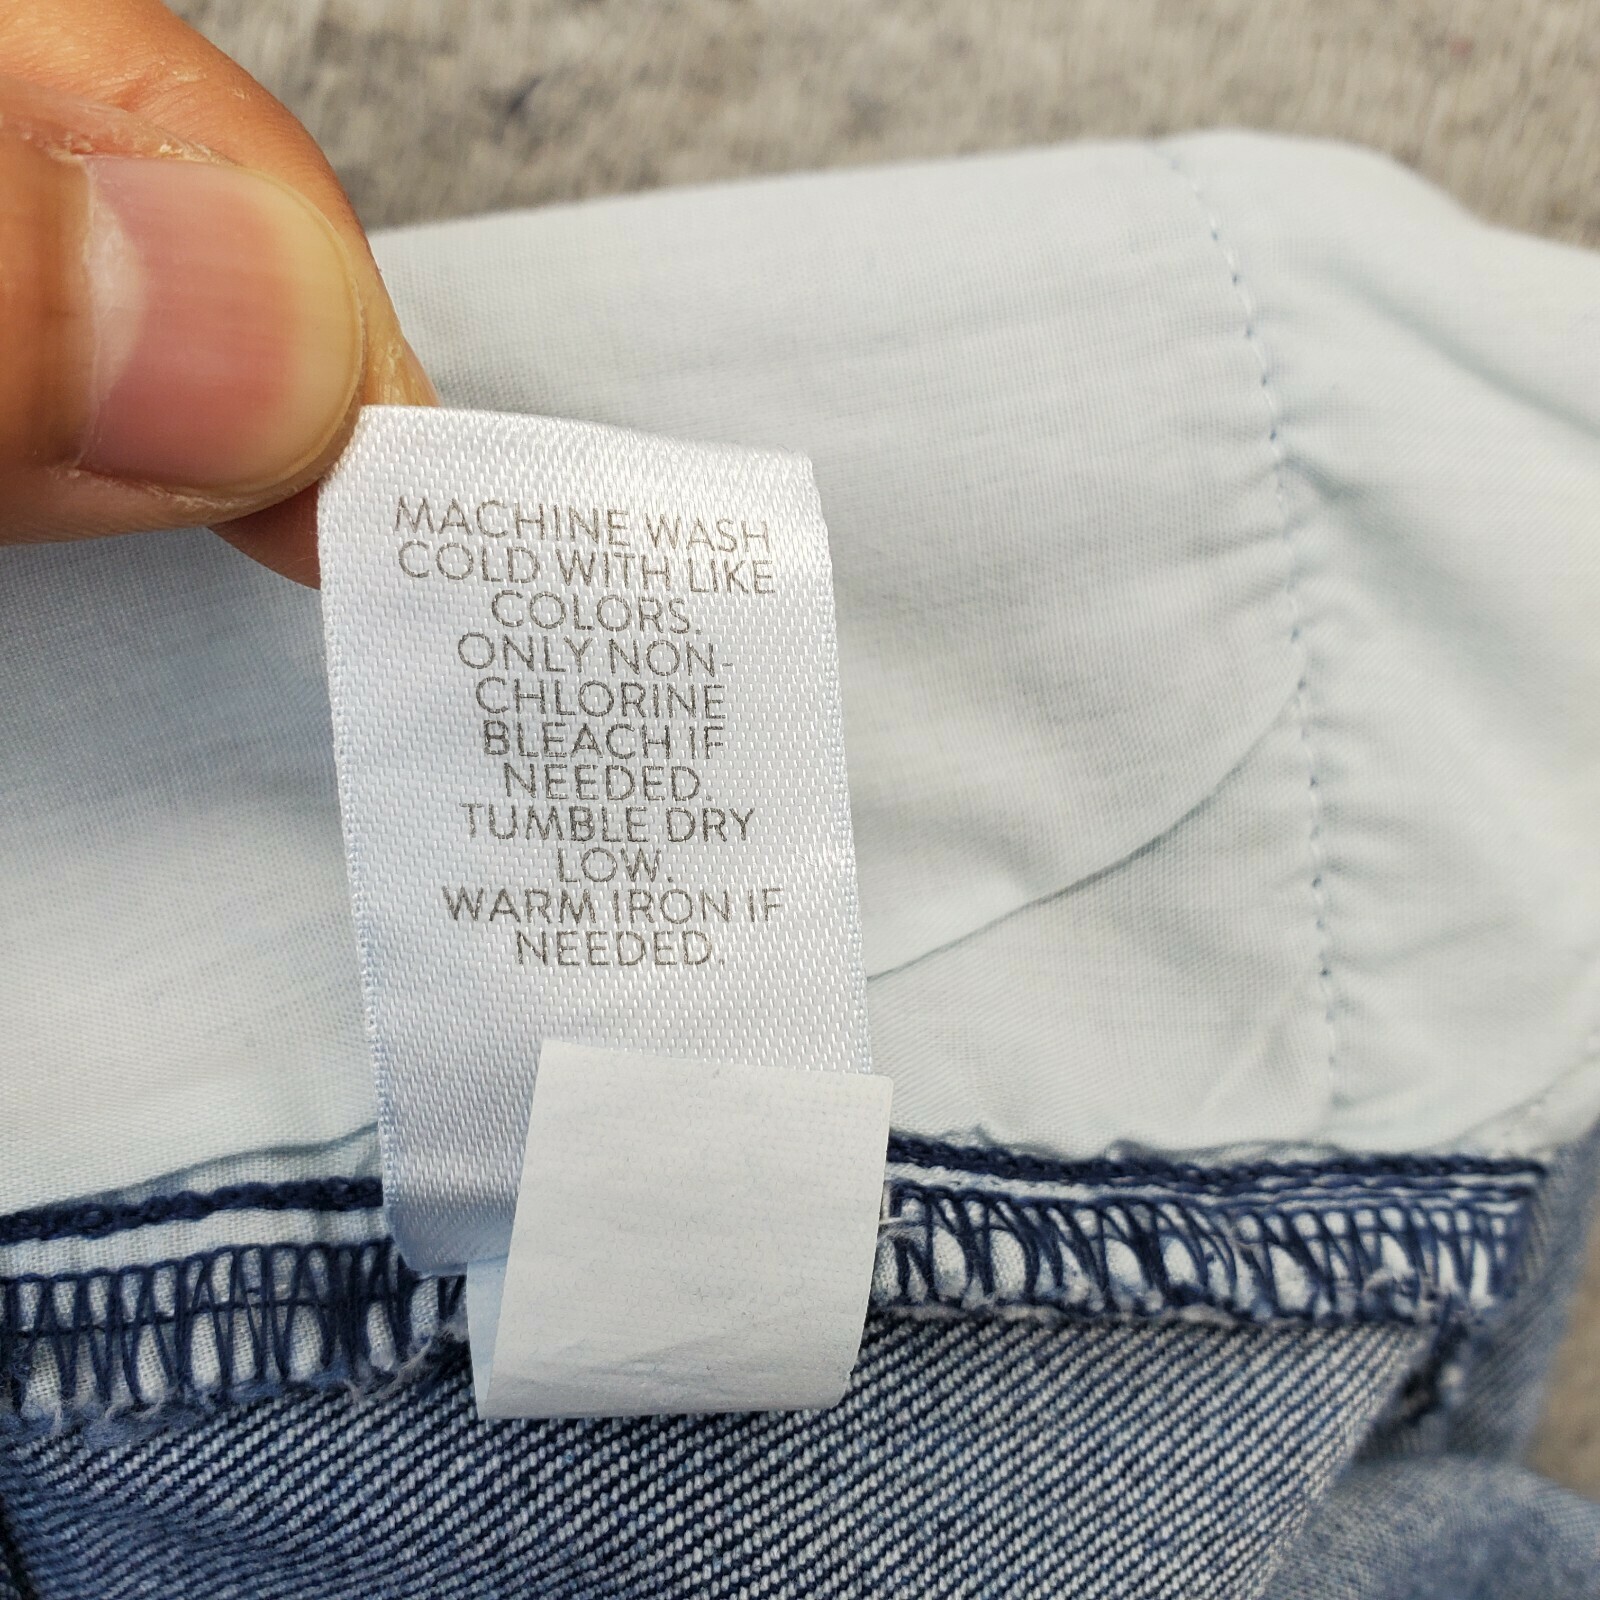 MACHINE WASH
COLD WITH LIKE
COLORS.
ONLY NON-
CHLORINE
BLEACH IF
NEEDED.
TUMBLE DRY
LOW.
WARM IRON IF
NEEDED.